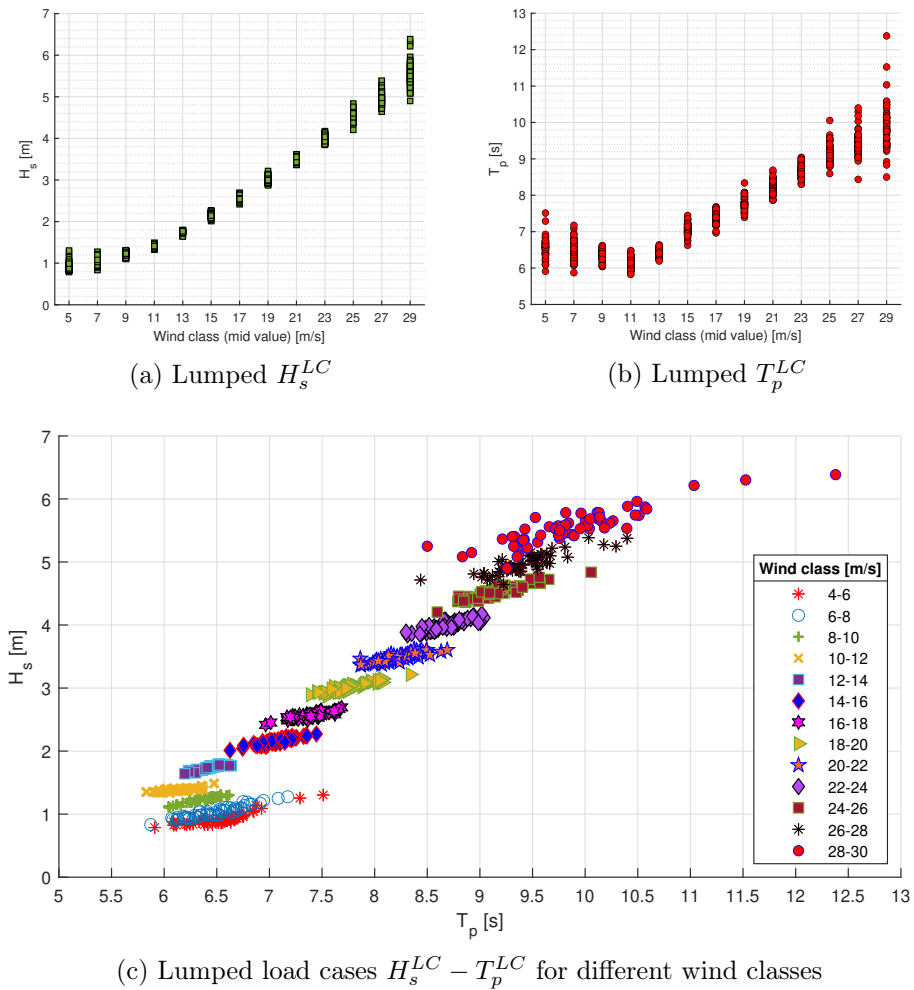 7
6
5
4
3
2
1
0
H_s [m]
5 7 9 11 13 15 17 19 21 23 25 27 29
Wind class (mid value) [m/s]
(a) Lumped H_s^{LC}
13
12
11
10
9
8
7
6
5
T_p [s]
5 7 9 11 13 15 17 19 21 23 25 27 29
Wind class (mid value) [m/s]
(b) Lumped T_p^{LC}
7
6
5
4
3
2
1
0
H_s [m]
Wind class [m/s]
4-6
6-8
8-10
10-12
12-14
14-16
16-18
18-20
20-22
22-24
24-26
26-28
28-30
5 5.5 6 6.5 7 7.5 8 8.5 9 9.5 10 10.5 11 11.5 12 12.5 13
T_p [s]
(c) Lumped load cases H_s^{LC} − T_p^{LC} for different wind classes